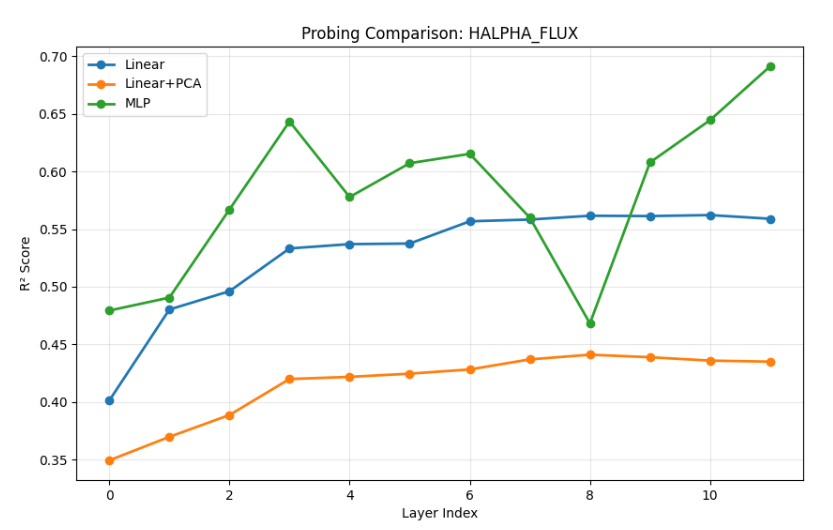 Probing Comparison: HALPHA_FLUX
Linear
Linear+PCA
MLP
R² Score
0.70
0.65
0.60
0.55
0.50
0.45
0.40
0.35
0 2 4 6 8 10
Layer Index